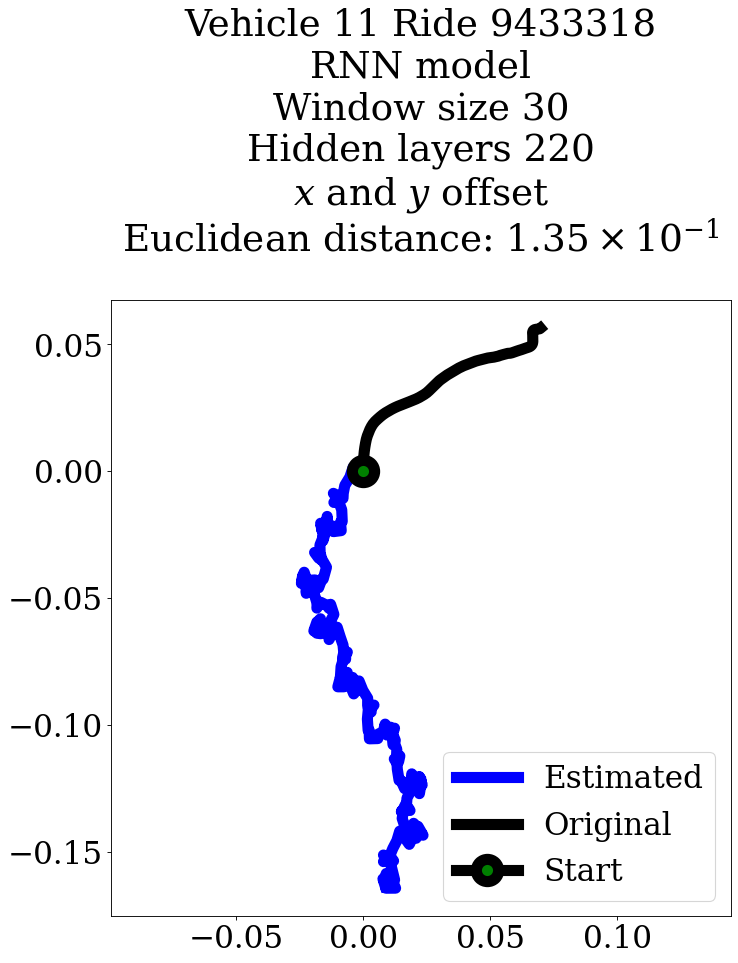 Vehicle 11 Ride 9433318
RNN model
Window size 30
Hidden layers 220
x and y offset
Euclidean distance: 1.35 × 10⁻¹
0.05
0.00
−0.05
−0.10
−0.15
−0.05
0.00
0.05
0.10
Estimated
Original
Start